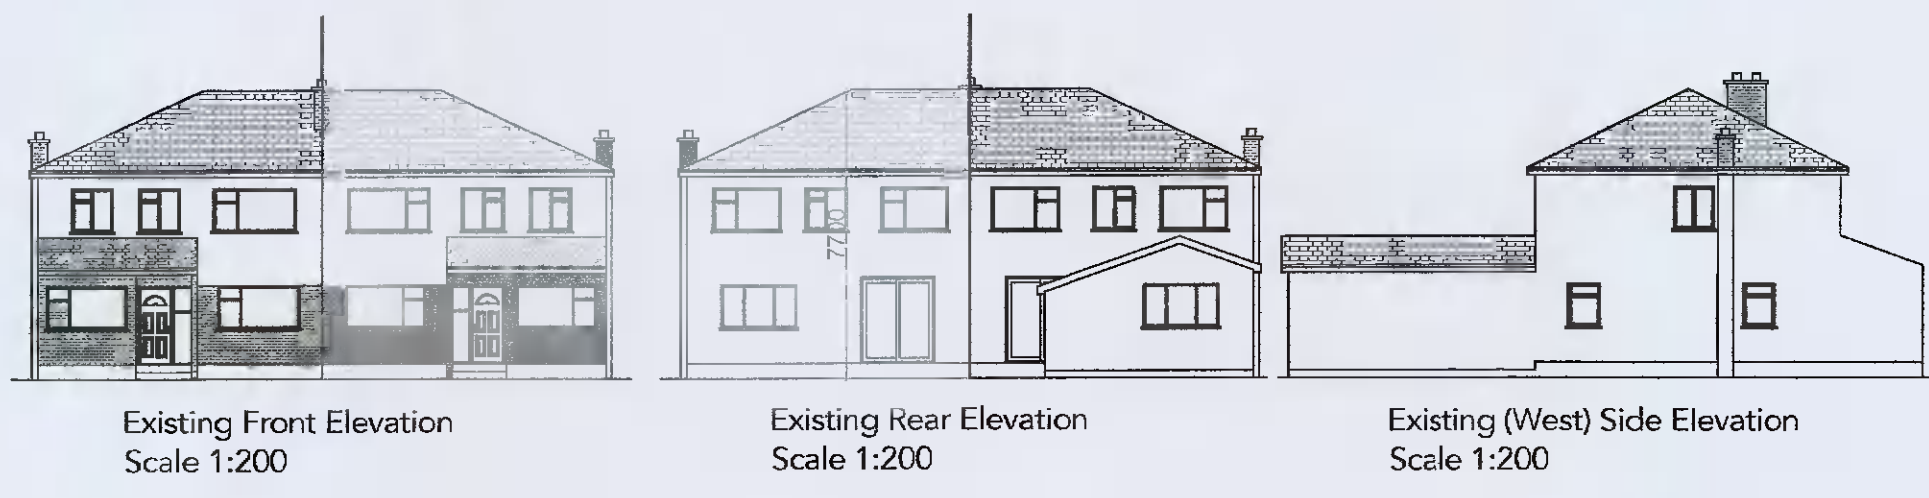 7700
Existing Front Elevation
Scale 1:200
Existing Rear Elevation
Scale 1:200
Existing (West) Side Elevation
Scale 1:200